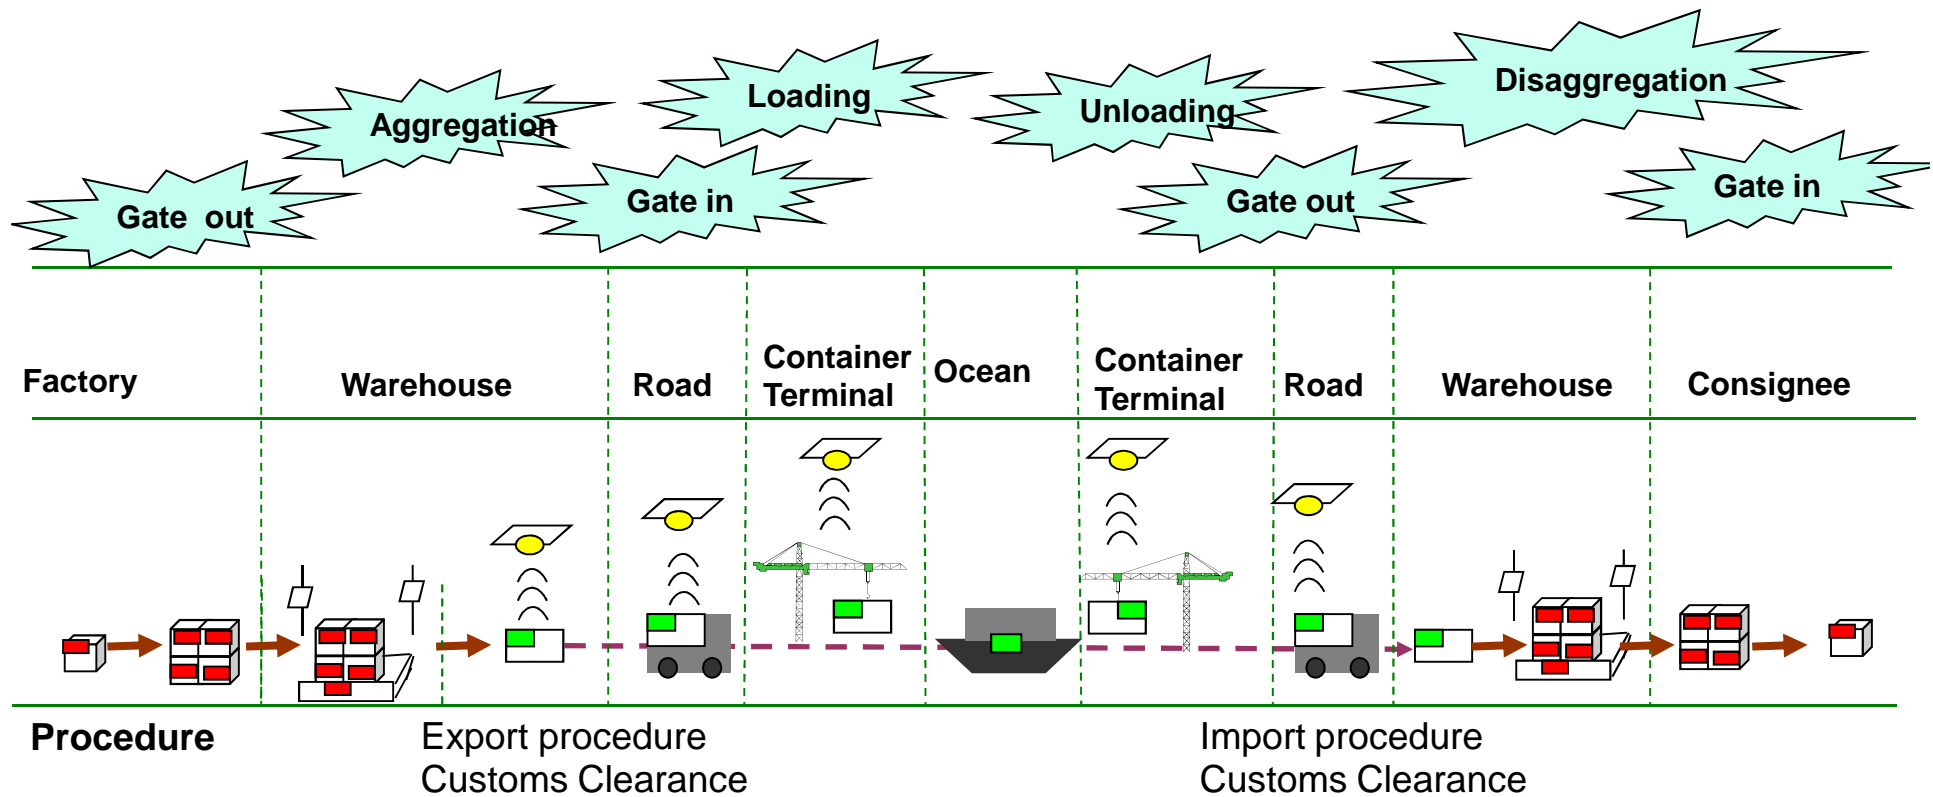 Disaggregation
Loading
Unloading
Aggregation
Gate in
Gate in
Gate out
Gate  out
Factory
Warehouse
Road
Container
Terminal
Ocean
Container
Terminal
Road
Warehouse
Consignee
Procedure
Export procedure
Customs Clearance
Import procedure
Customs Clearance